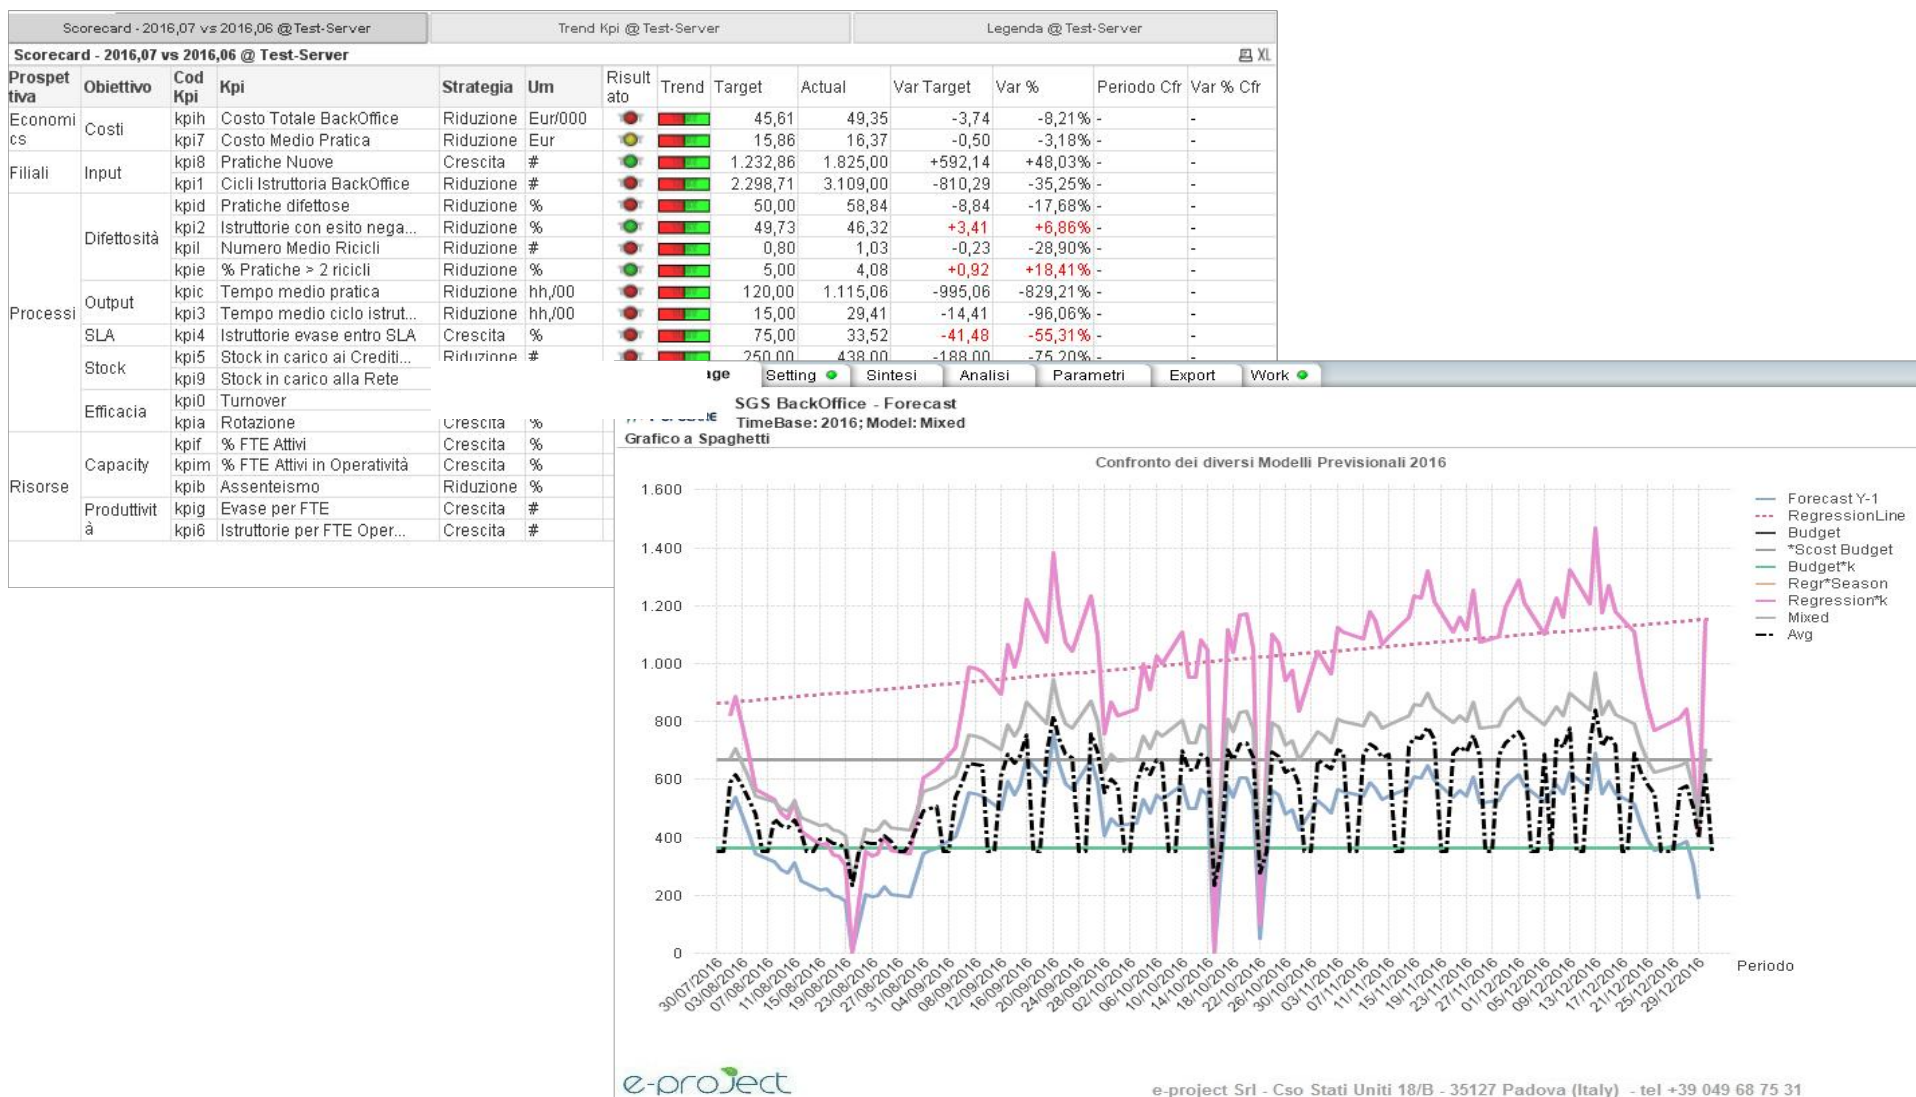 Scorecard - 2016,07 vs 2016,06 @ Test-Server Trend Kpi @ Test-Server Legenda @ Test-Server
Scorecard - 2016,07 vs 2016,06 @ Test-Server XL
Prospettiva Obiettivo Cod Kpi Kpi Strategia Um Risultato Trend Target Actual Var Target Var % Periodo Cfr Var % Cfr
Economics Costi kpih Costo Totale BackOffice Riduzione Eur/000 45,61 49,35 -3,74 -8,21% - -
kpi7 Costo Medio Pratica Riduzione Eur 15,86 16,37 -0,50 -3,18% - -
Filiali Input kpi8 Pratiche Nuove Crescita # 1.232,86 1.825,00 +592,14 +48,03% - -
kpi1 Cicli Istruttoria BackOffice Riduzione # 2.298,71 3.109,00 -810,29 -35,25% - -
Processi Difettosità kpid Pratiche difettose Riduzione % 50,00 58,84 -8,84 -17,68% - -
kpi2 Istruttorie con esito nega... Riduzione % 49,73 46,32 +3,41 +6,86% - -
kpil Numero Medio Ricicli Riduzione # 0,80 1,03 -0,23 -28,90% - -
kpie % Pratiche > 2 ricicli Riduzione % 5,00 4,08 +0,92 +18,41% - -
Output kpic Tempo medio pratica Riduzione hh,/00 120,00 1.115,06 -995,06 -829,21% - -
kpi3 Tempo medio ciclo istrut... Riduzione hh,/00 15,00 29,41 -14,41 -96,06% - -
SLA kpi4 Istruttorie evase entro SLA Crescita % 75,00 33,52 -41,48 -55,31% - -
Stock kpi5 Stock in carico ai Crediti... Riduzione # 250,00 438,00 -188,00 -75,20% - -
kpi9 Stock in carico alla Rete
Efficacia kpi0 Turnover
kpia Rotazione Crescita %
Risorse Capacity kpif % FTE Attivi Crescita %
kpim % FTE Attivi in Operatività Crescita %
kpib Assenteismo Riduzione %
Produttività kpig Evase per FTE Crescita #
kpi6 Istruttorie per FTE Oper... Crescita #
Setting Sintesi Analisi Parametri Export Work
SGS BackOffice - Forecast
TimeBase: 2016; Model: Mixed
Grafico a Spaghetti
Confronto dei diversi Modelli Previsionali 2016
1.600
1.400
1.200
1.000
800
600
400
200
0
Forecast Y-1
RegressionLine
Budget
*Scost Budget
Budget*k
Regr*Season
Regression*k
Mixed
Avg
30/07/2016 03/08/2016 07/08/2016 11/08/2016 15/08/2016 19/08/2016 23/08/2016 27/08/2016 31/08/2016 04/09/2016 08/09/2016 12/09/2016 16/09/2016 20/09/2016 24/09/2016 28/09/2016 02/10/2016 06/10/2016 10/10/2016 14/10/2016 18/10/2016 22/10/2016 26/10/2016 30/10/2016 03/11/2016 07/11/2016 11/11/2016 15/11/2016 19/11/2016 23/11/2016 27/11/2016 01/12/2016 05/12/2016 09/12/2016 13/12/2016 17/12/2016 21/12/2016 25/12/2016 29/12/2016
Periodo
e-project
e-project Srl - Cso Stati Uniti 18/B - 35127 Padova (Italy) - tel +39 049 68 75 31